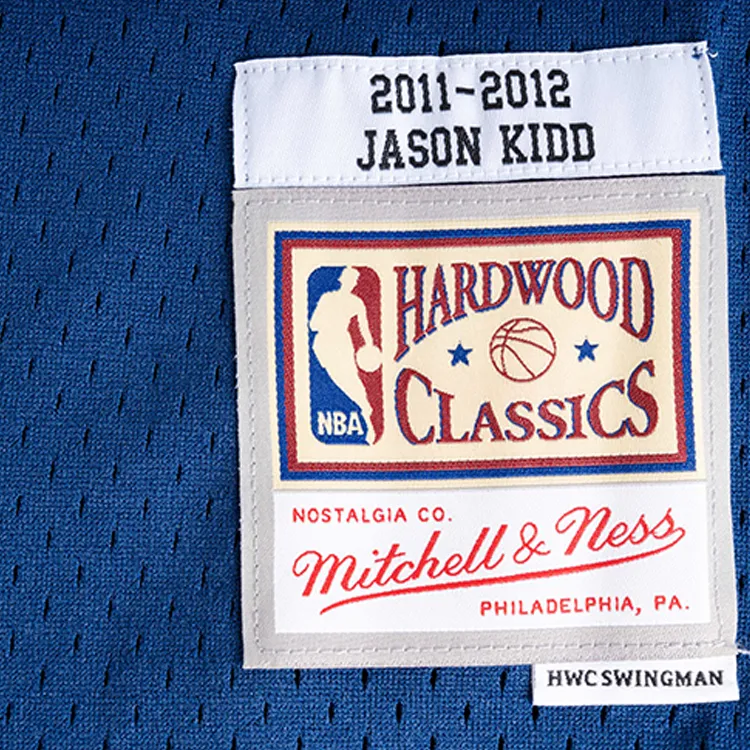 2011-2012
JASON KIDD
HARDWOOD
CLASSICS
NBA
NOSTALGIA CO.
Mitchell & Ness
PHILADELPHIA, PA.
HWC SWINGMAN